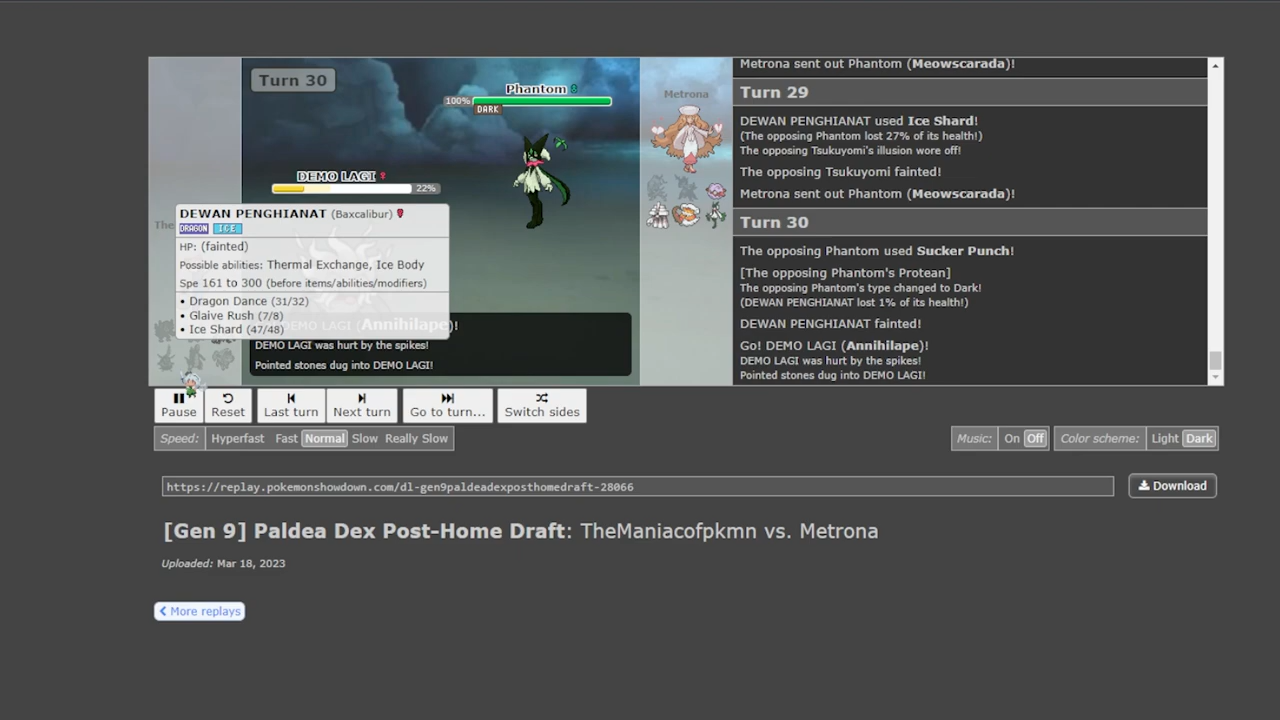 Turn 30
Phantom
100%
DARK
DEMO LAGI
22%
DEWAN PENGHIANAT (Baxcalibur)
DRAGON ICE
HP: (fainted)
Possible abilities: Thermal Exchange, Ice Body
Spe 161 to 300 (before items/abilities/modifiers)
• Dragon Dance (31/32)
• Glaive Rush (7/8)
• Ice Shard (47/48)
The
DEMO LAGI (Annihilape)!
DEMO LAGI was hurt by the spikes!
Pointed stones dug into DEMO LAGI!
Metrona
Metrona sent out Phantom (Meowscarada)!
Turn 29
DEWAN PENGHIANAT used Ice Shard!
(The opposing Phantom lost 27% of its health!)
The opposing Tsukuyomi's illusion wore off!
The opposing Tsukuyomi fainted!
Metrona sent out Phantom (Meowscarada)!
Turn 30
The opposing Phantom used Sucker Punch!
[The opposing Phantom's Protean]
The opposing Phantom's type changed to Dark!
(DEWAN PENGHIANAT lost 1% of its health!)
DEWAN PENGHIANAT fainted!
Go! DEMO LAGI (Annihilape)!
DEMO LAGI was hurt by the spikes!
Pointed stones dug into DEMO LAGI!
Pause Reset Last turn Next turn Go to turn... Switch sides
Speed: Hyperfast Fast Normal Slow Really Slow
Music: On Off Color scheme: Light Dark
https://replay.pokemonshowdown.com/dl-gen9paldeadexposthomedraft-28066
Download
[Gen 9] Paldea Dex Post-Home Draft: TheManiacofpkmn vs. Metrona
Uploaded: Mar 18, 2023
More replays